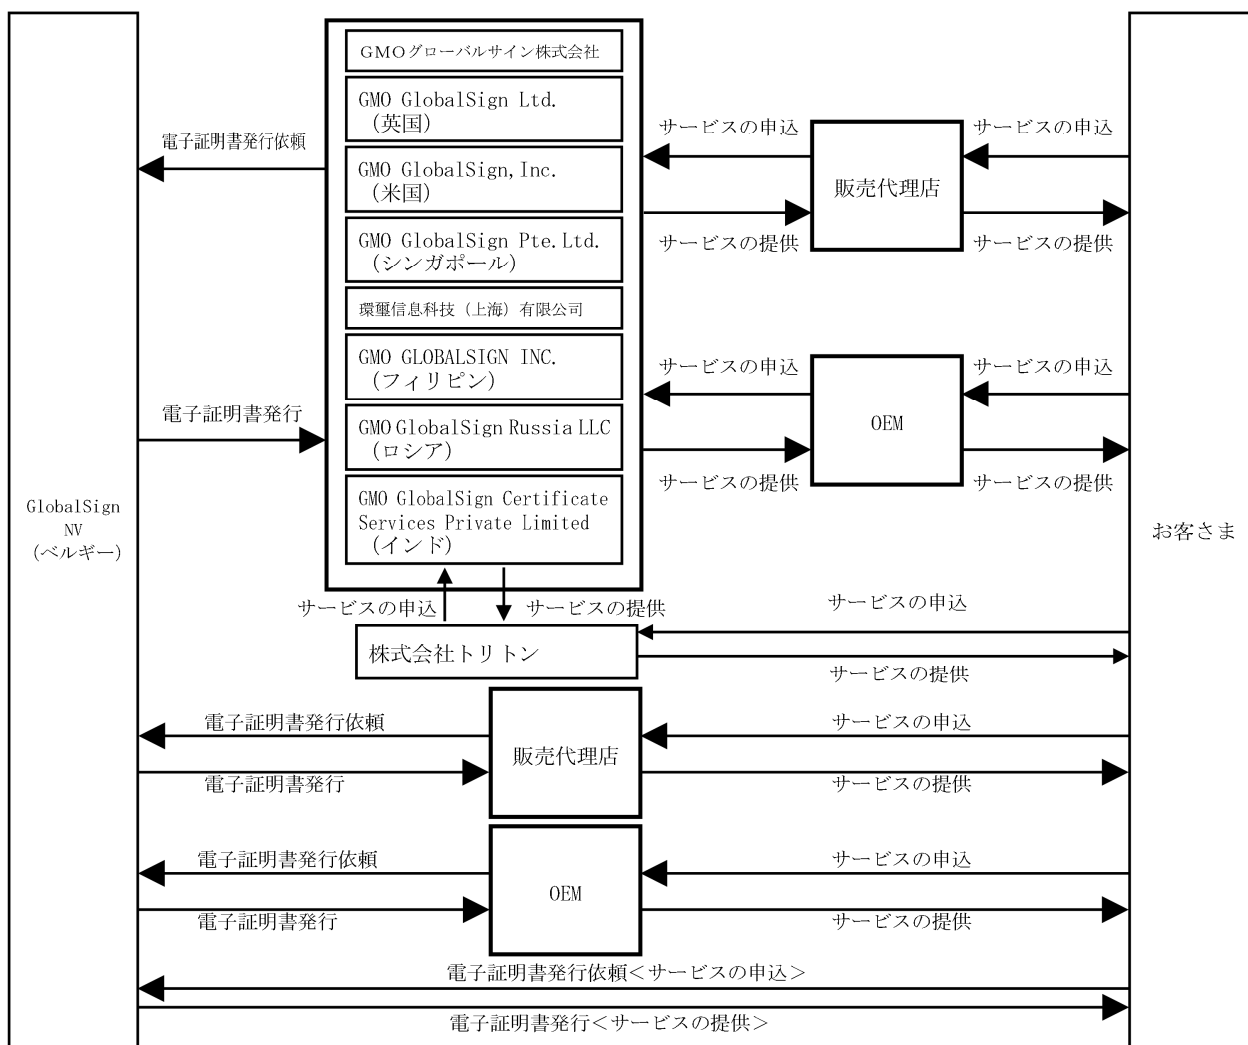 GMOグローバルサイン株式会社
GMO GlobalSign Ltd.
（英国）
電子証明書発行依頼
サービスの申込
サービスの申込
GMO GlobalSign,Inc.
（米国）
販売代理店
GMO GlobalSign Pte.Ltd.
（シンガポール）
サービスの提供
サービスの提供
環璽信息科技（上海）有限公司
GMO GLOBALSIGN INC.
（フィリピン）
サービスの申込
サービスの申込
電子証明書発行
GMO GlobalSign Russia LLC
（ロシア）
OEM
サービスの提供
サービスの提供
GMO GlobalSign Certificate
Services Private Limited
（インド）
GlobalSign
NV
（ベルギー）
お客さま
サービスの申込
サービスの提供
サービスの申込
株式会社トリトン
サービスの提供
電子証明書発行依頼
サービスの申込
販売代理店
電子証明書発行
サービスの提供
電子証明書発行依頼
サービスの申込
OEM
電子証明書発行
サービスの提供
電子証明書発行依頼＜サービスの申込＞
電子証明書発行＜サービスの提供＞